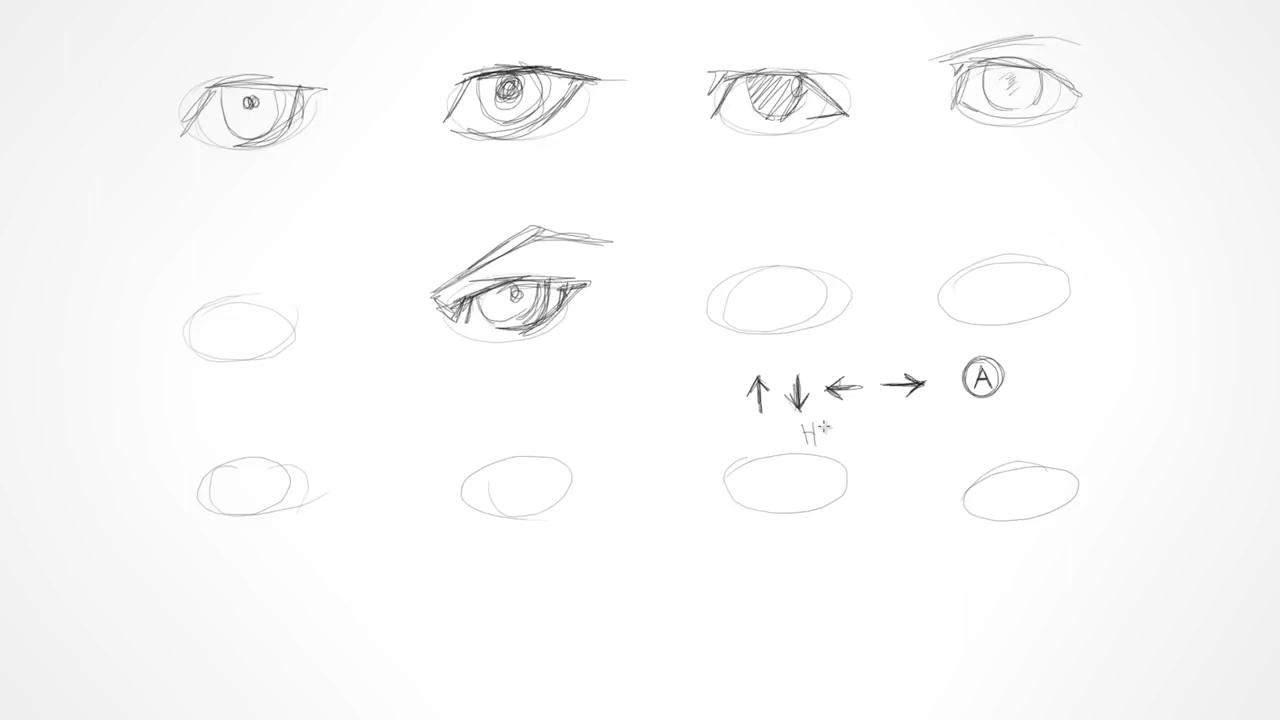 ↑ ↓ ← → A
H